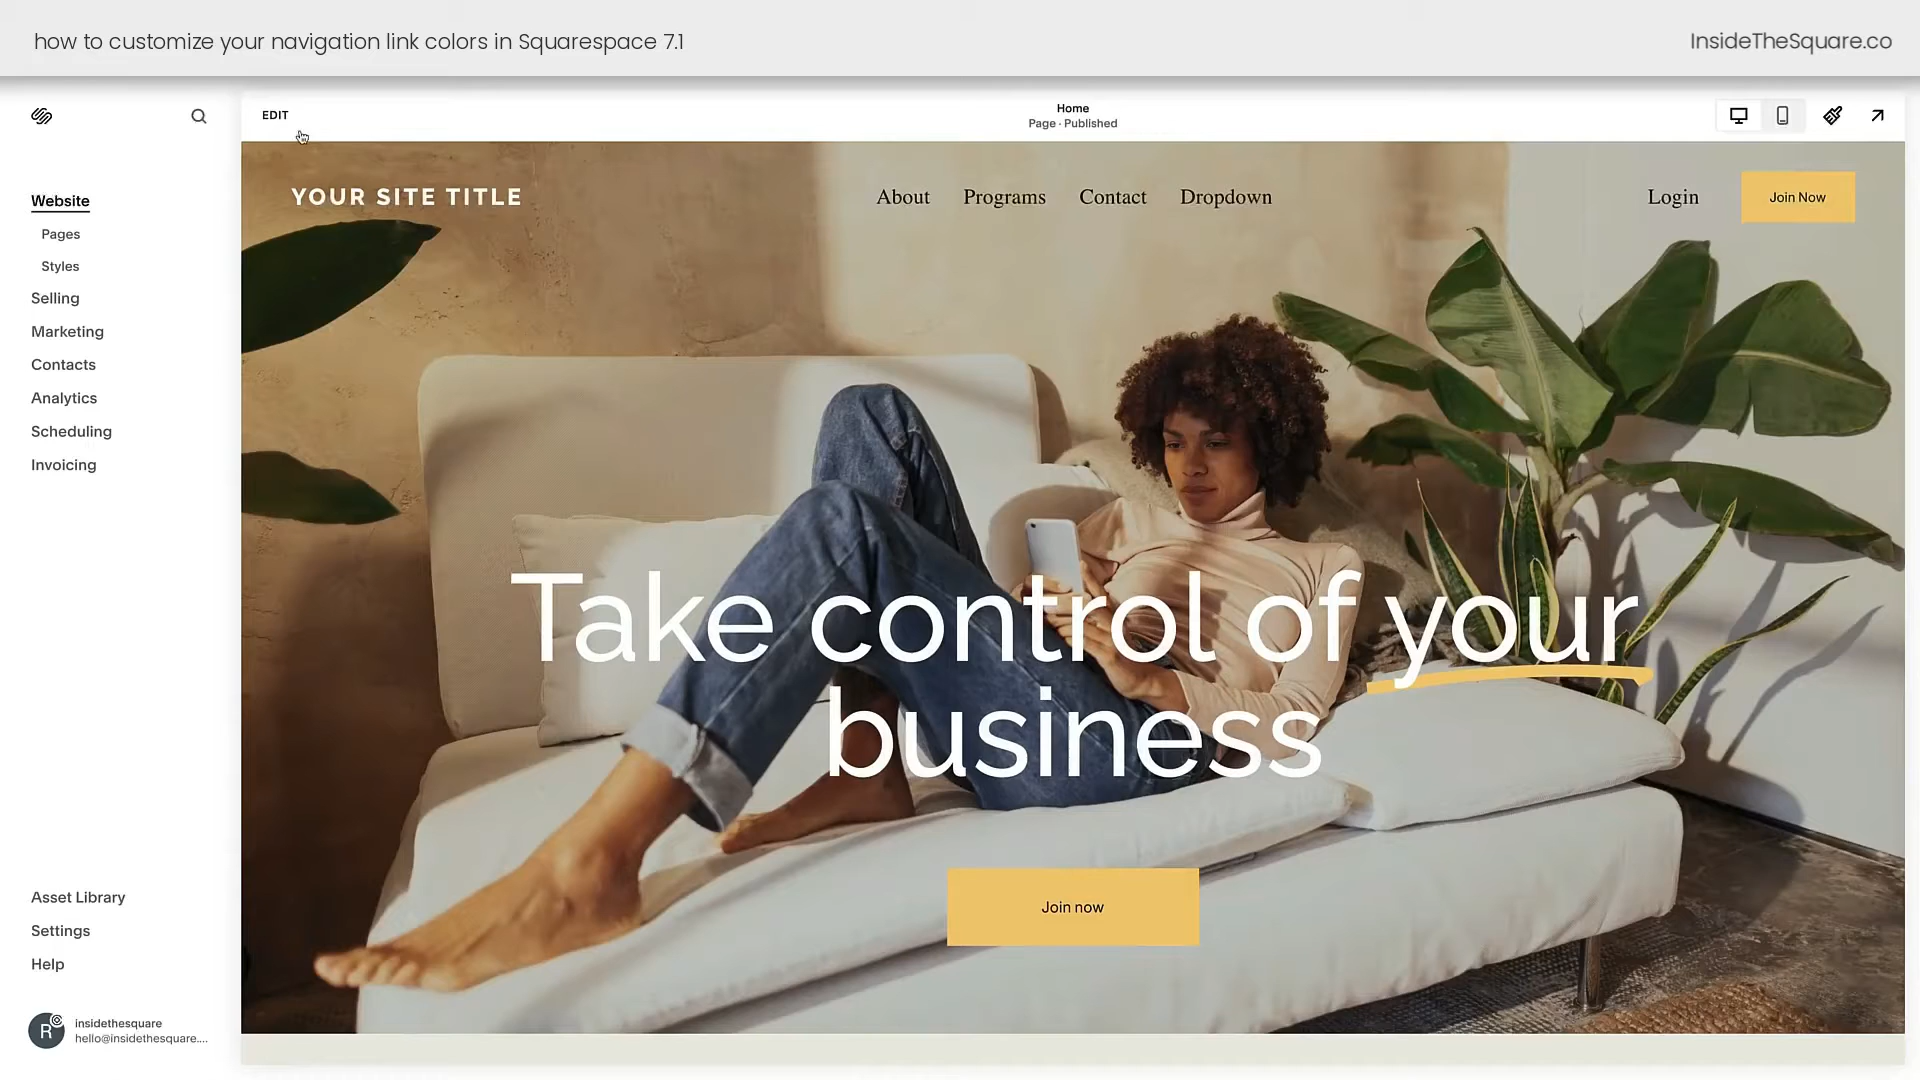 how to customize your navigation link colors in Squarespace 7.1
InsideTheSquare.co
EDIT
Home
Page · Published
Website
Pages
Styles
Selling
Marketing
Contacts
Analytics
Scheduling
Invoicing
Asset Library
Settings
Help
R
insidethesquare
hello@insidethesquare....
YOUR SITE TITLE
About
Programs
Contact
Dropdown
Login
Join Now
Take control of your
business
Join now